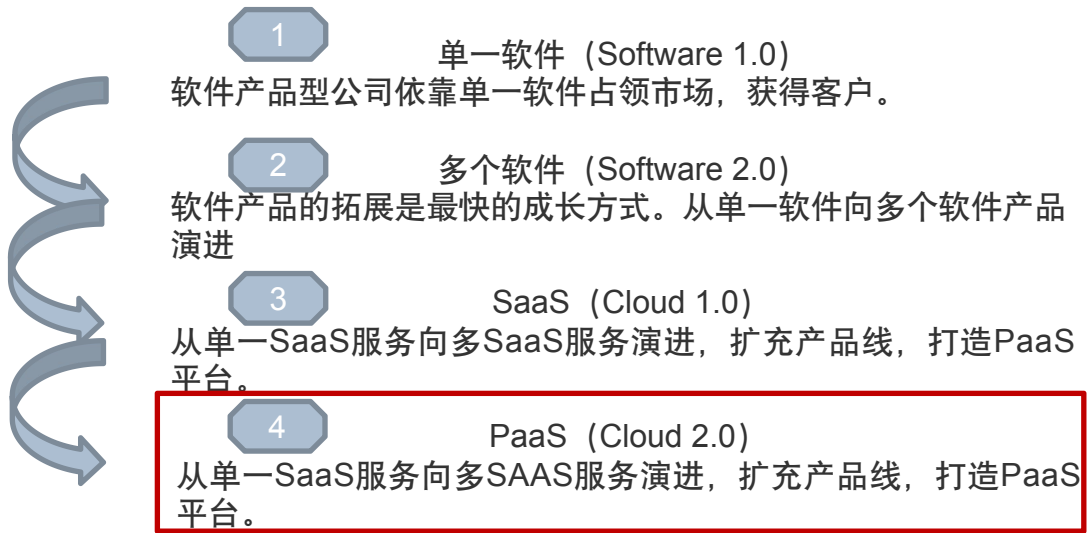 1
单一软件（Software 1.0）
软件产品型公司依靠单一软件占领市场，获得客户。
2
多个软件（Software 2.0）
软件产品的拓展是最快的成长方式。从单一软件向多个软件产品
演进
3
SaaS（Cloud 1.0）
从单一SaaS服务向多SaaS服务演进，扩充产品线，打造PaaS
平台。
4
PaaS（Cloud 2.0）
从单一SaaS服务向多SAAS服务演进，扩充产品线，打造PaaS
平台。